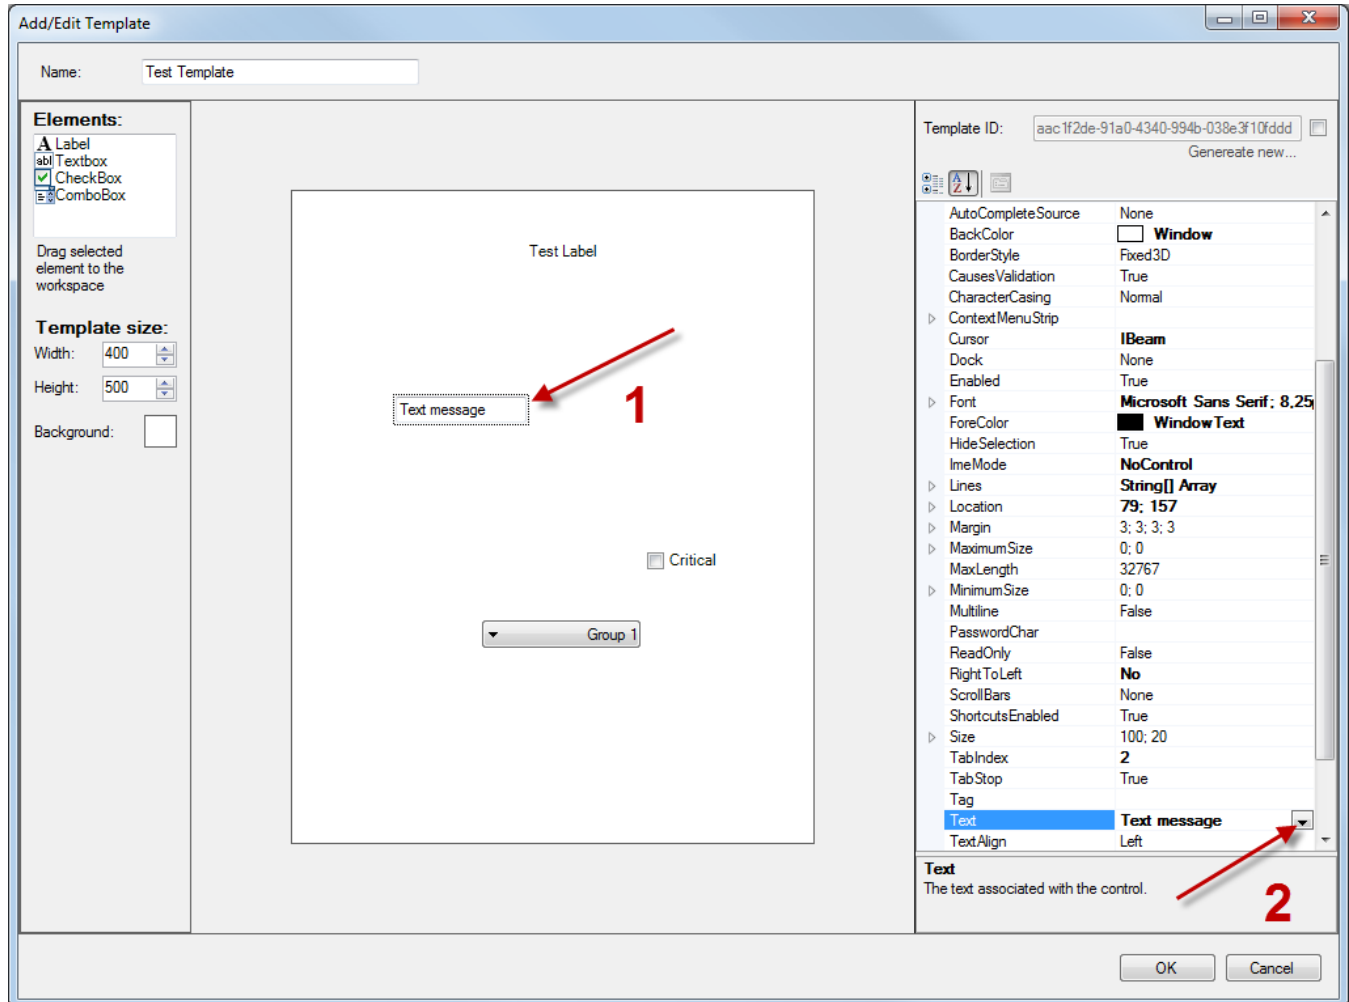 Add/Edit Template
Name: Test Template
Elements:
A Label
abl Textbox
CheckBox
ComboBox
Drag selected
element to the
workspace
Template size:
Width: 400
Height: 500
Background:
Test Label
Text message
1
Critical
Group 1
Template ID: aac1f2de-91a0-4340-994b-038e3f10fddd
Genereate new...
AutoCompleteSource None
BackColor Window
BorderStyle Fixed3D
CausesValidation True
CharacterCasing Normal
ContextMenuStrip
Cursor IBeam
Dock None
Enabled True
Font Microsoft Sans Serif; 8,25
ForeColor WindowText
HideSelection True
ImeMode NoControl
Lines String[] Array
Location 79; 157
Margin 3; 3; 3; 3
MaximumSize 0; 0
MaxLength 32767
MinimumSize 0; 0
Multiline False
PasswordChar
ReadOnly False
RightToLeft No
ScrollBars None
ShortcutsEnabled True
Size 100; 20
TabIndex 2
TabStop True
Tag
Text Text message
TextAlign Left
Text
The text associated with the control.
2
OK Cancel